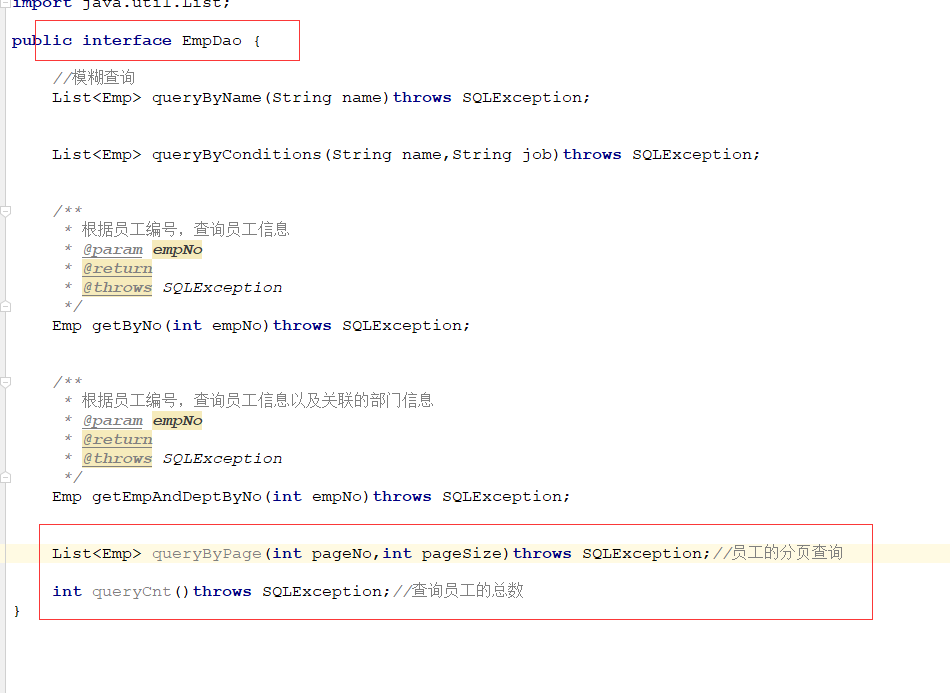 import java.util.List;
public interface EmpDao {
//模糊查询
List<Emp> queryByName(String name)throws SQLException;
List<Emp> queryByConditions(String name,String job)throws SQLException;
/**
* 根据员工编号，查询员工信息
* @param empNo
* @return
* @throws SQLException
*/
Emp getByNo(int empNo)throws SQLException;
/**
* 根据员工编号，查询员工信息以及关联的部门信息
* @param empNo
* @return
* @throws SQLException
*/
Emp getEmpAndDeptByNo(int empNo)throws SQLException;
List<Emp> queryByPage(int pageNo,int pageSize)throws SQLException;//员工的分页查询
int queryCnt()throws SQLException;//查询员工的总数
}